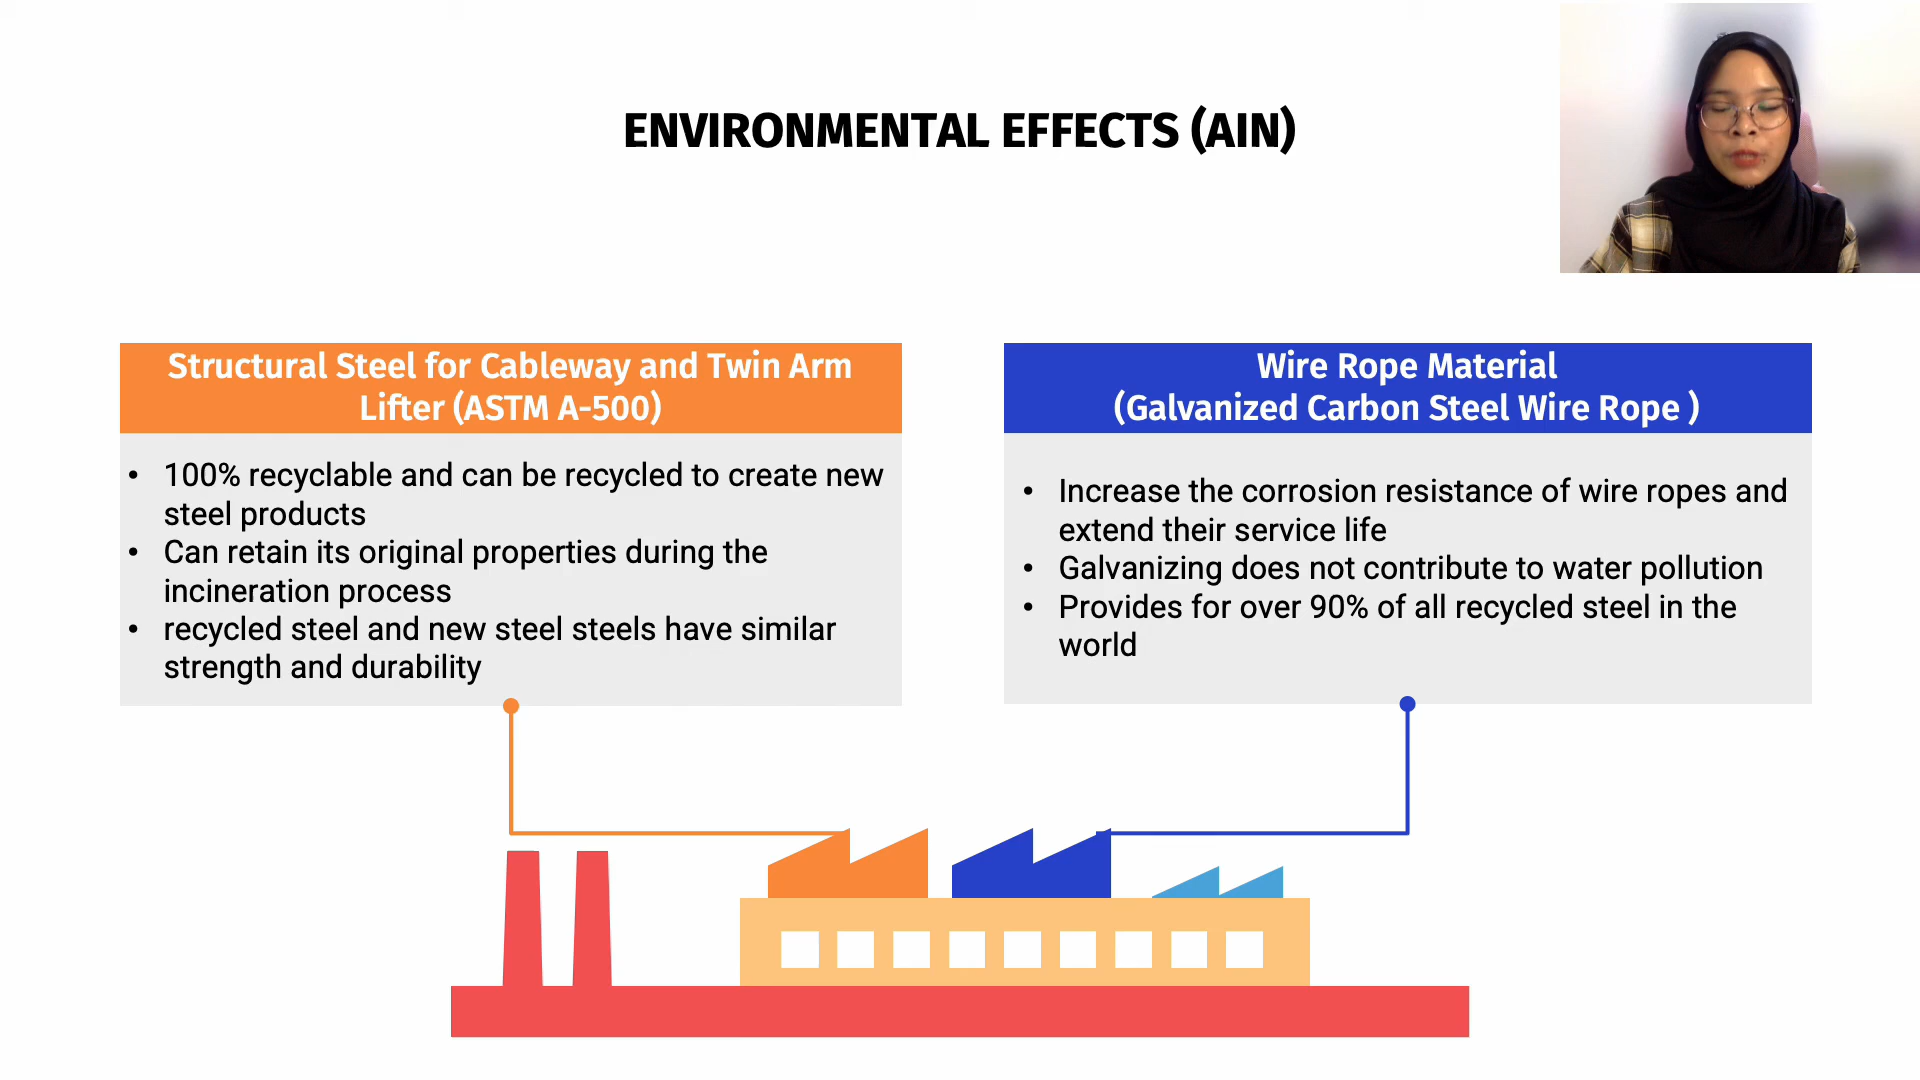 ENVIRONMENTAL EFFECTS (AIN)
Structural Steel for Cableway and Twin Arm
Lifter (ASTM A-500)
• 100% recyclable and can be recycled to create new
steel products
• Can retain its original properties during the
incineration process
• recycled steel and new steel steels have similar
strength and durability
Wire Rope Material
(Galvanized Carbon Steel Wire Rope )
• Increase the corrosion resistance of wire ropes and
extend their service life
• Galvanizing does not contribute to water pollution
• Provides for over 90% of all recycled steel in the
world